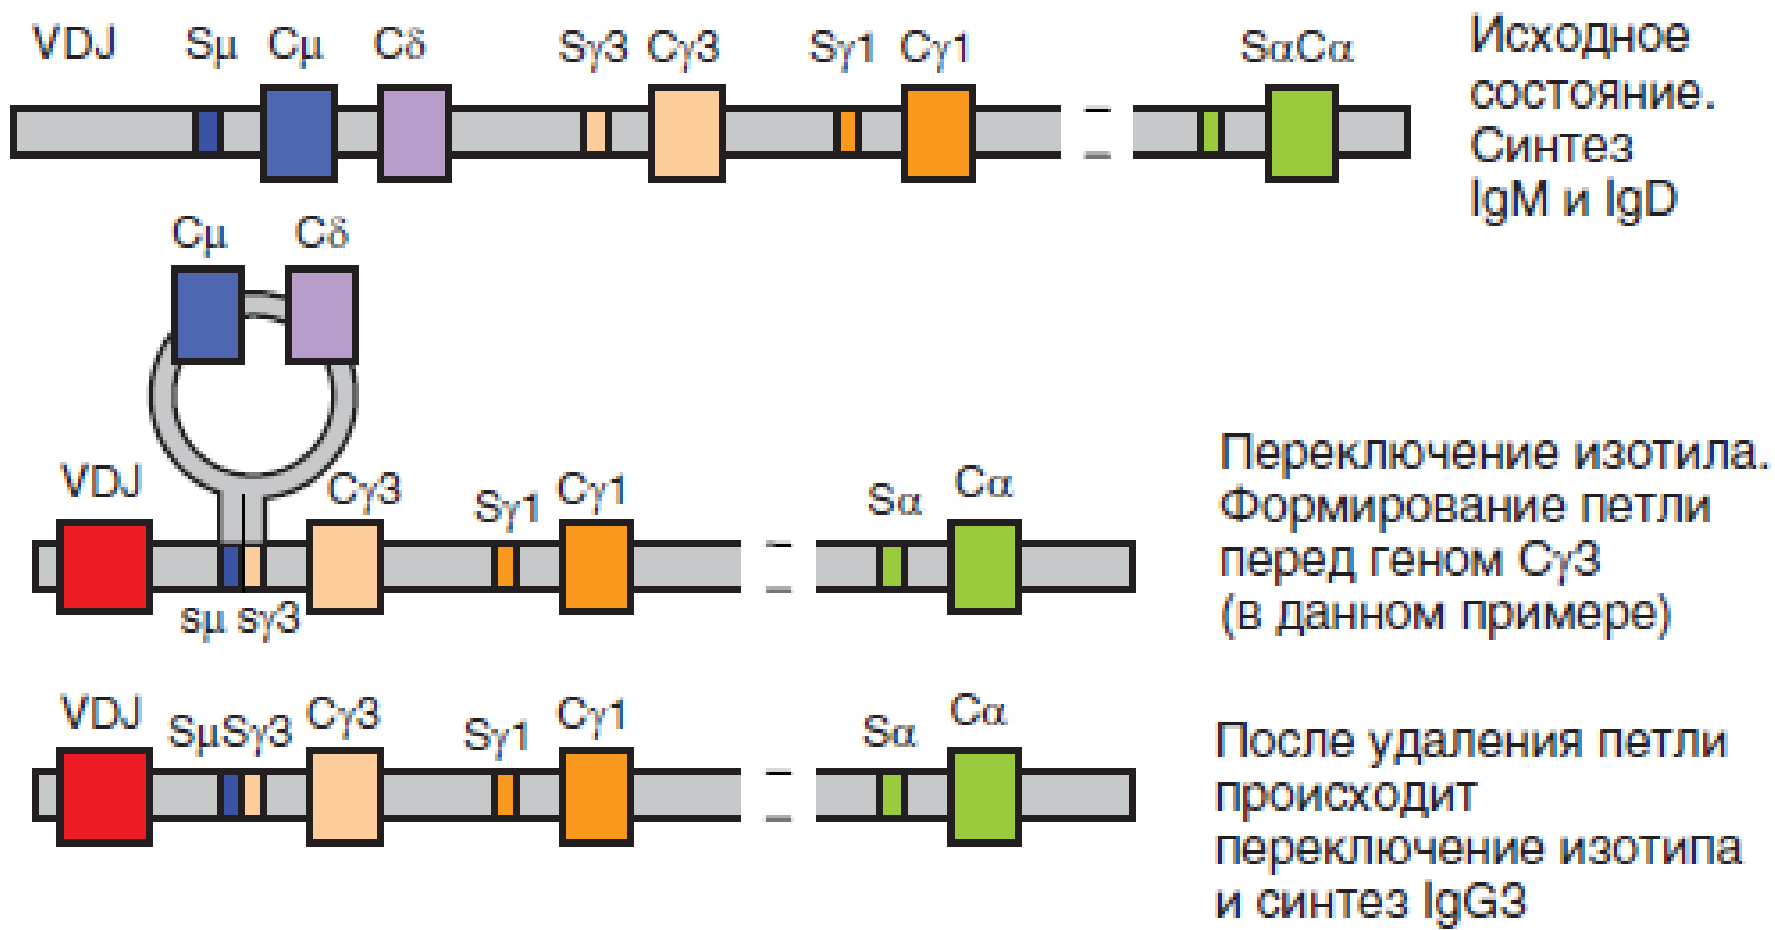 VDJ Sμ Cμ Cδ Sγ3 Cγ3 Sγ1 Cγ1 SαCα
Исходное
состояние.
Синтез
IgM и IgD
Cμ Cδ
VDJ Cγ3 Sγ1 Cγ1 Sα Cα
sμ sγ3
Переключение изотила.
Формирование петли
перед геном Cγ3
(в данном примере)
VDJ SμSγ3 Cγ3 Sγ1 Cγ1 Sα Cα
После удаления петли
происходит
переключение изотипа
и синтез IgG3